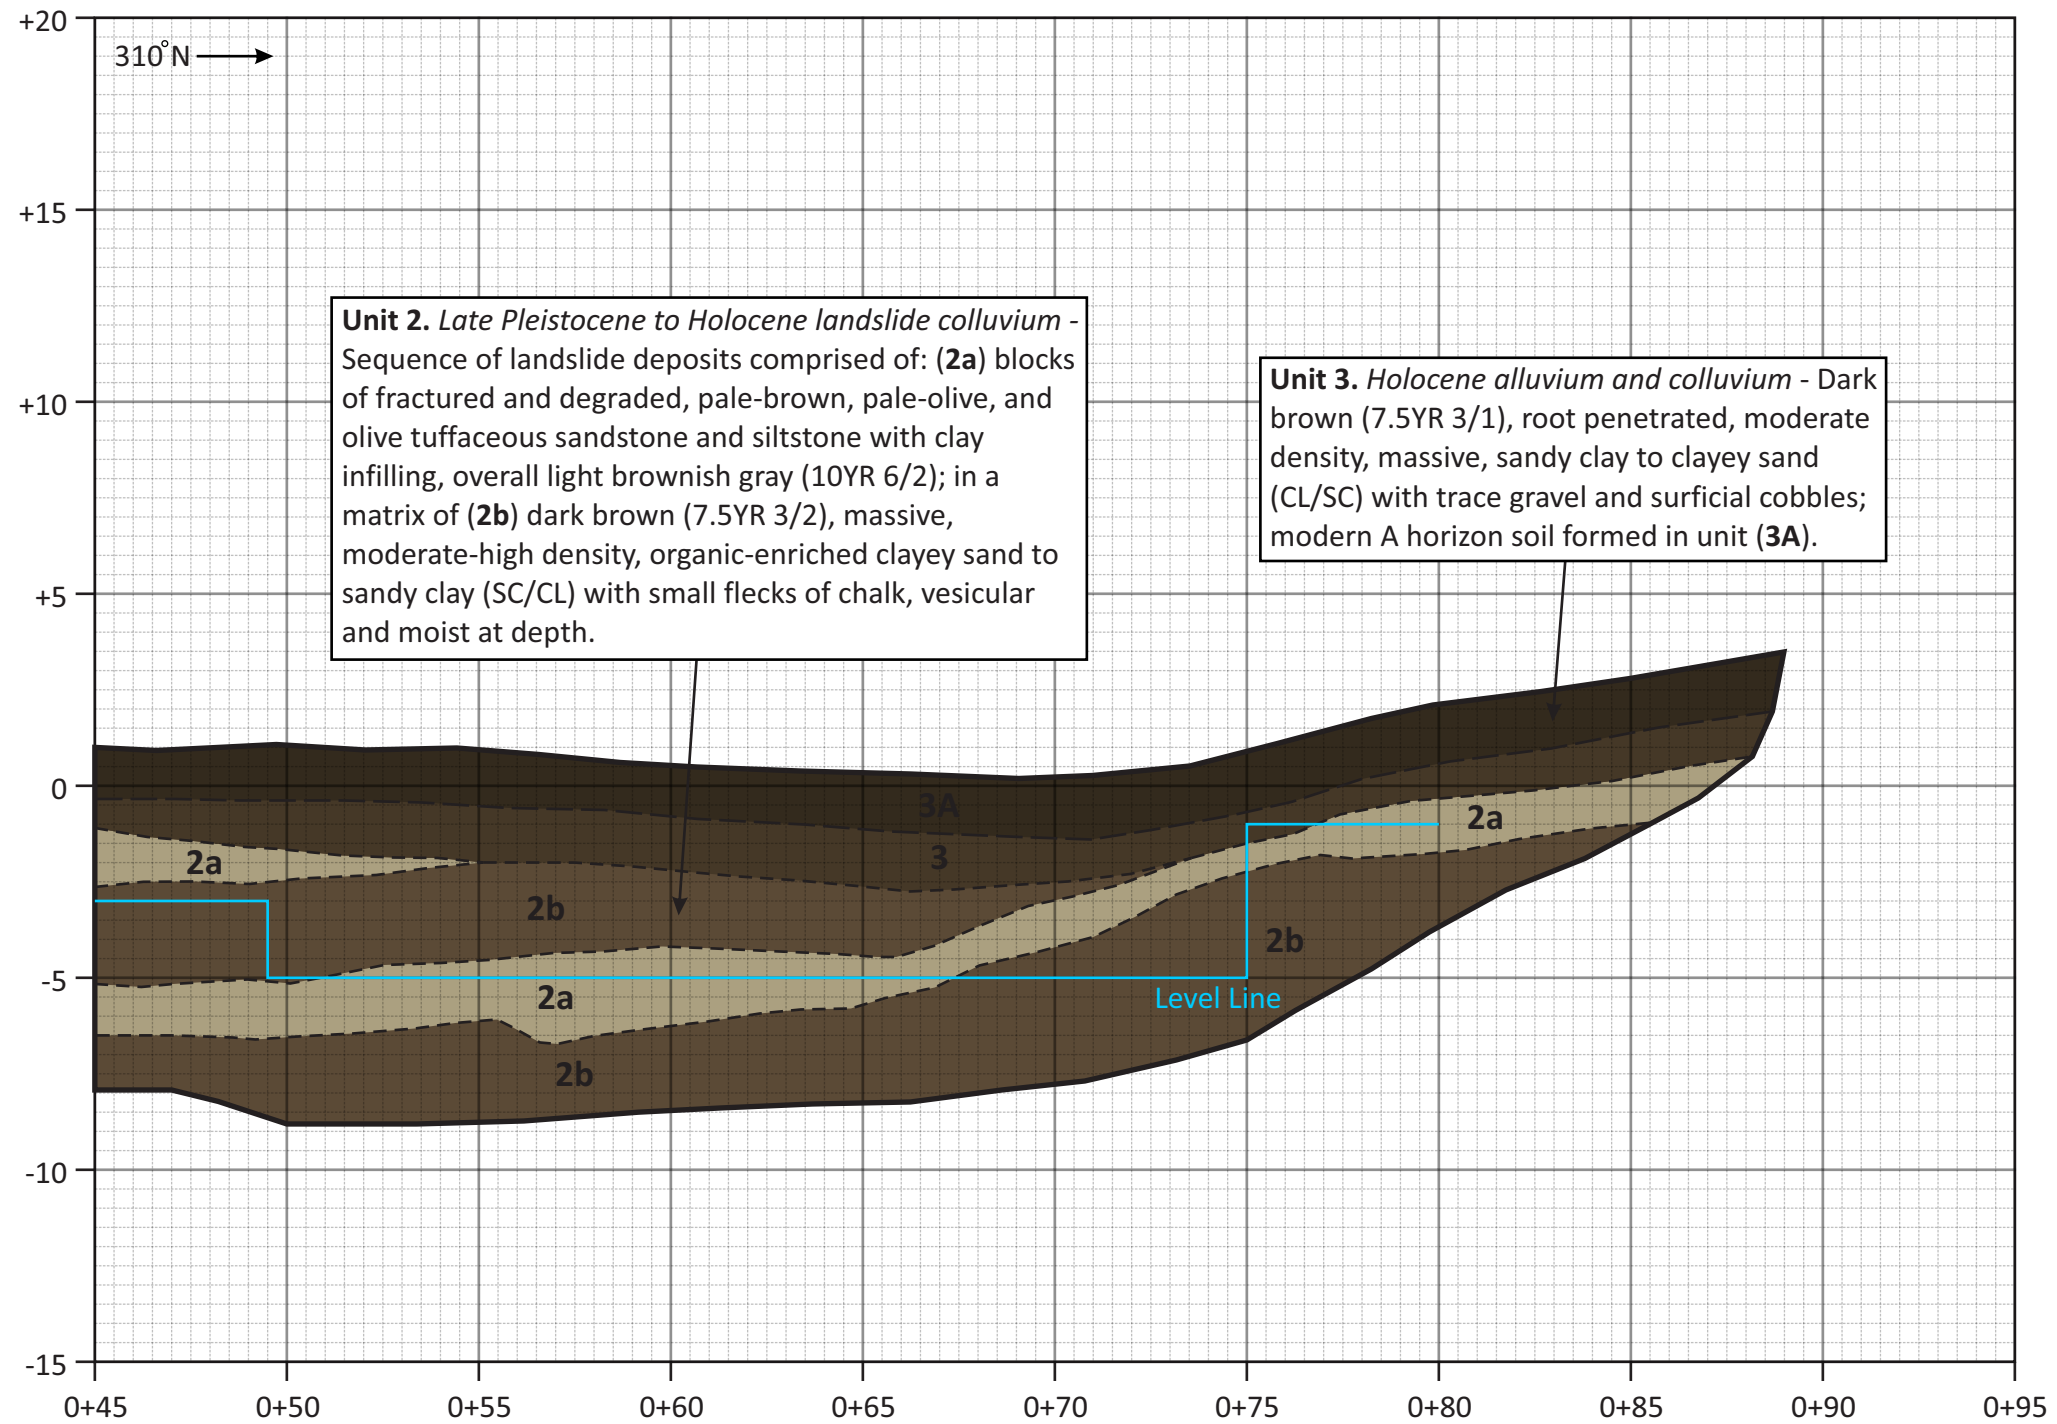 +20
310°N
+15
Unit 2. Late Pleistocene to Holocene landslide colluvium -
Sequence of landslide deposits comprised of: (2a) blocks
of fractured and degraded, pale-brown, pale-olive, and
olive tuffaceous sandstone and siltstone with clay
infilling, overall light brownish gray (10YR 6/2); in a
matrix of (2b) dark brown (7.5YR 3/2), massive,
moderate-high density, organic-enriched clayey sand to
sandy clay (SC/CL) with small flecks of chalk, vesicular
and moist at depth.
Unit 3. Holocene alluvium and colluvium - Dark
brown (7.5YR 3/1), root penetrated, moderate
density, massive, sandy clay to clayey sand
(CL/SC) with trace gravel and surficial cobbles;
modern A horizon soil formed in unit (3A).
+10
+5
0
3A
2a
3
2a
2b
2b
-5
2a
Level Line
2b
-10
-15
0+45
0+50
0+55
0+60
0+65
0+70
0+75
0+80
0+85
0+90
0+95